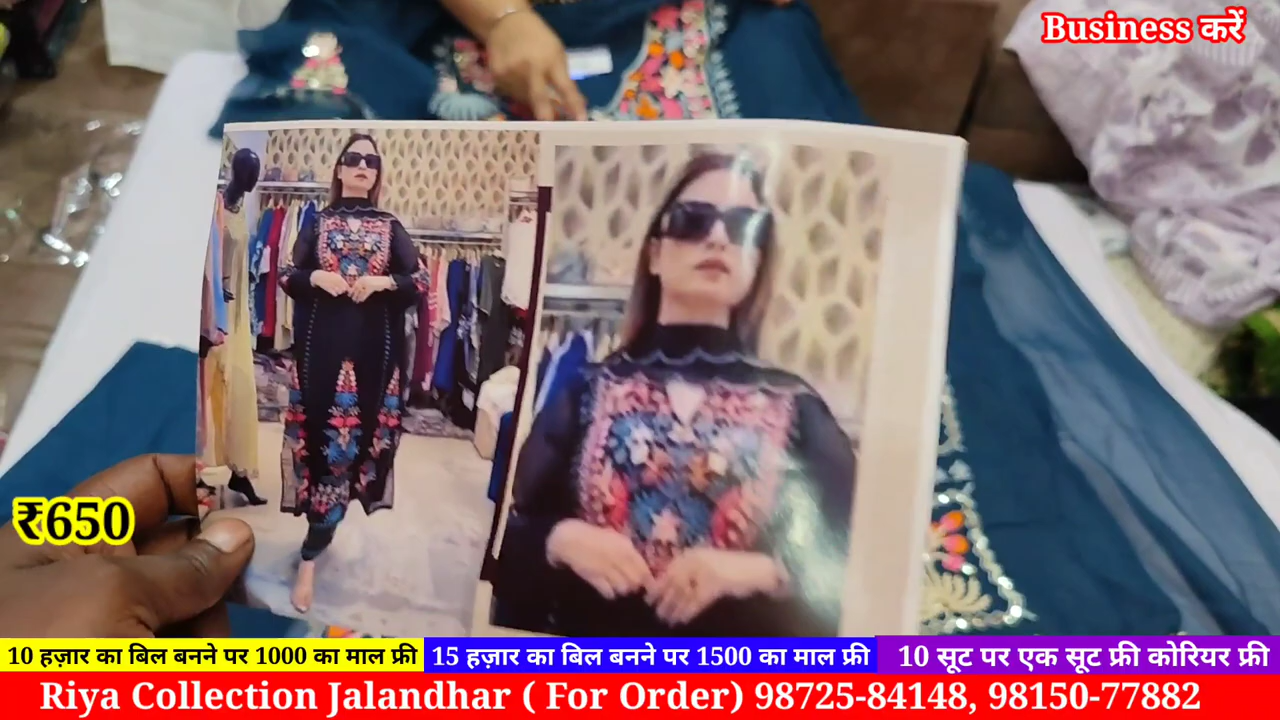 Business करें
₹650
10 हज़ार का बिल बनने पर 1000 का माल फ्री
15 हज़ार का बिल बनने पर 1500 का माल फ्री
10 सूट पर एक सूट फ्री कोरियर फ्री
Riya Collection Jalandhar ( For Order) 98725-84148, 98150-77882